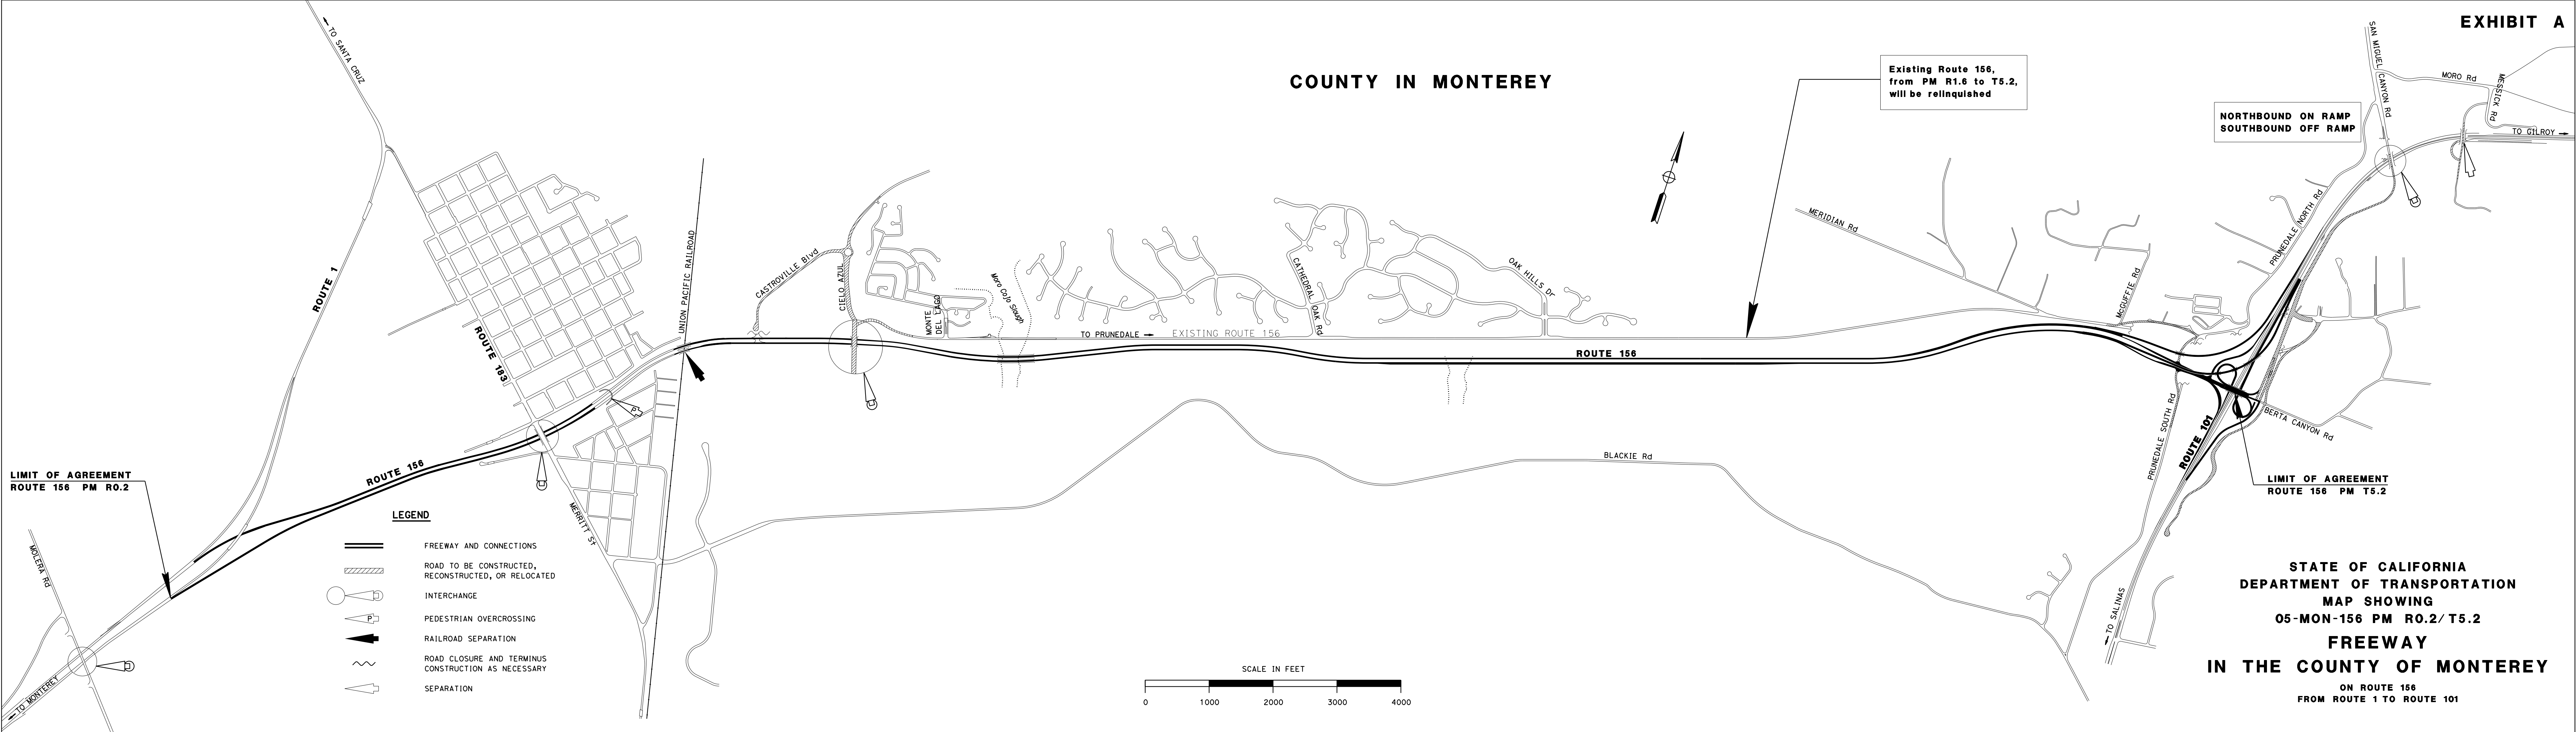 EXHIBIT A
COUNTY IN MONTEREY
Existing Route 156,
from PM R1.6 to T5.2,
will be relinquished
NORTHBOUND ON RAMP
SOUTHBOUND OFF RAMP
SAN MIGUEL CANYON Rd
MORO Rd
MESSICK Rd
TO GILROY
TO SANTA CRUZ
ROUTE 1
ROUTE 183
UNION PACIFIC RAILROAD
CASTROVILLE Blvd
CIELO AZUL
MONTE
DEL LAGO
Moro Cojo Slough
TO PRUNEDALE
EXISTING ROUTE 156
CATHEDRAL OAK Rd
OAK HILLS Dr
ROUTE 156
MERIDIAN Rd
McGUFFIE Rd
PRUNEDALE NORTH Rd
PRUNEDALE SOUTH Rd
ROUTE 101
BERTA CANYON Rd
LIMIT OF AGREEMENT
ROUTE 156 PM T5.2
TO SALINAS
BLACKIE Rd
P
MERRITT St
ROUTE 156
LIMIT OF AGREEMENT
ROUTE 156 PM R0.2
MOLERA Rd
TO MONTEREY
LEGEND
FREEWAY AND CONNECTIONS
ROAD TO BE CONSTRUCTED,
RECONSTRUCTED, OR RELOCATED
INTERCHANGE
P
PEDESTRIAN OVERCROSSING
RAILROAD SEPARATION
ROAD CLOSURE AND TERMINUS
CONSTRUCTION AS NECESSARY
SEPARATION
SCALE IN FEET
0 1000 2000 3000 4000
STATE OF CALIFORNIA
DEPARTMENT OF TRANSPORTATION
MAP SHOWING
05-MON-156 PM R0.2/T5.2
FREEWAY
IN THE COUNTY OF MONTEREY
ON ROUTE 156
FROM ROUTE 1 TO ROUTE 101